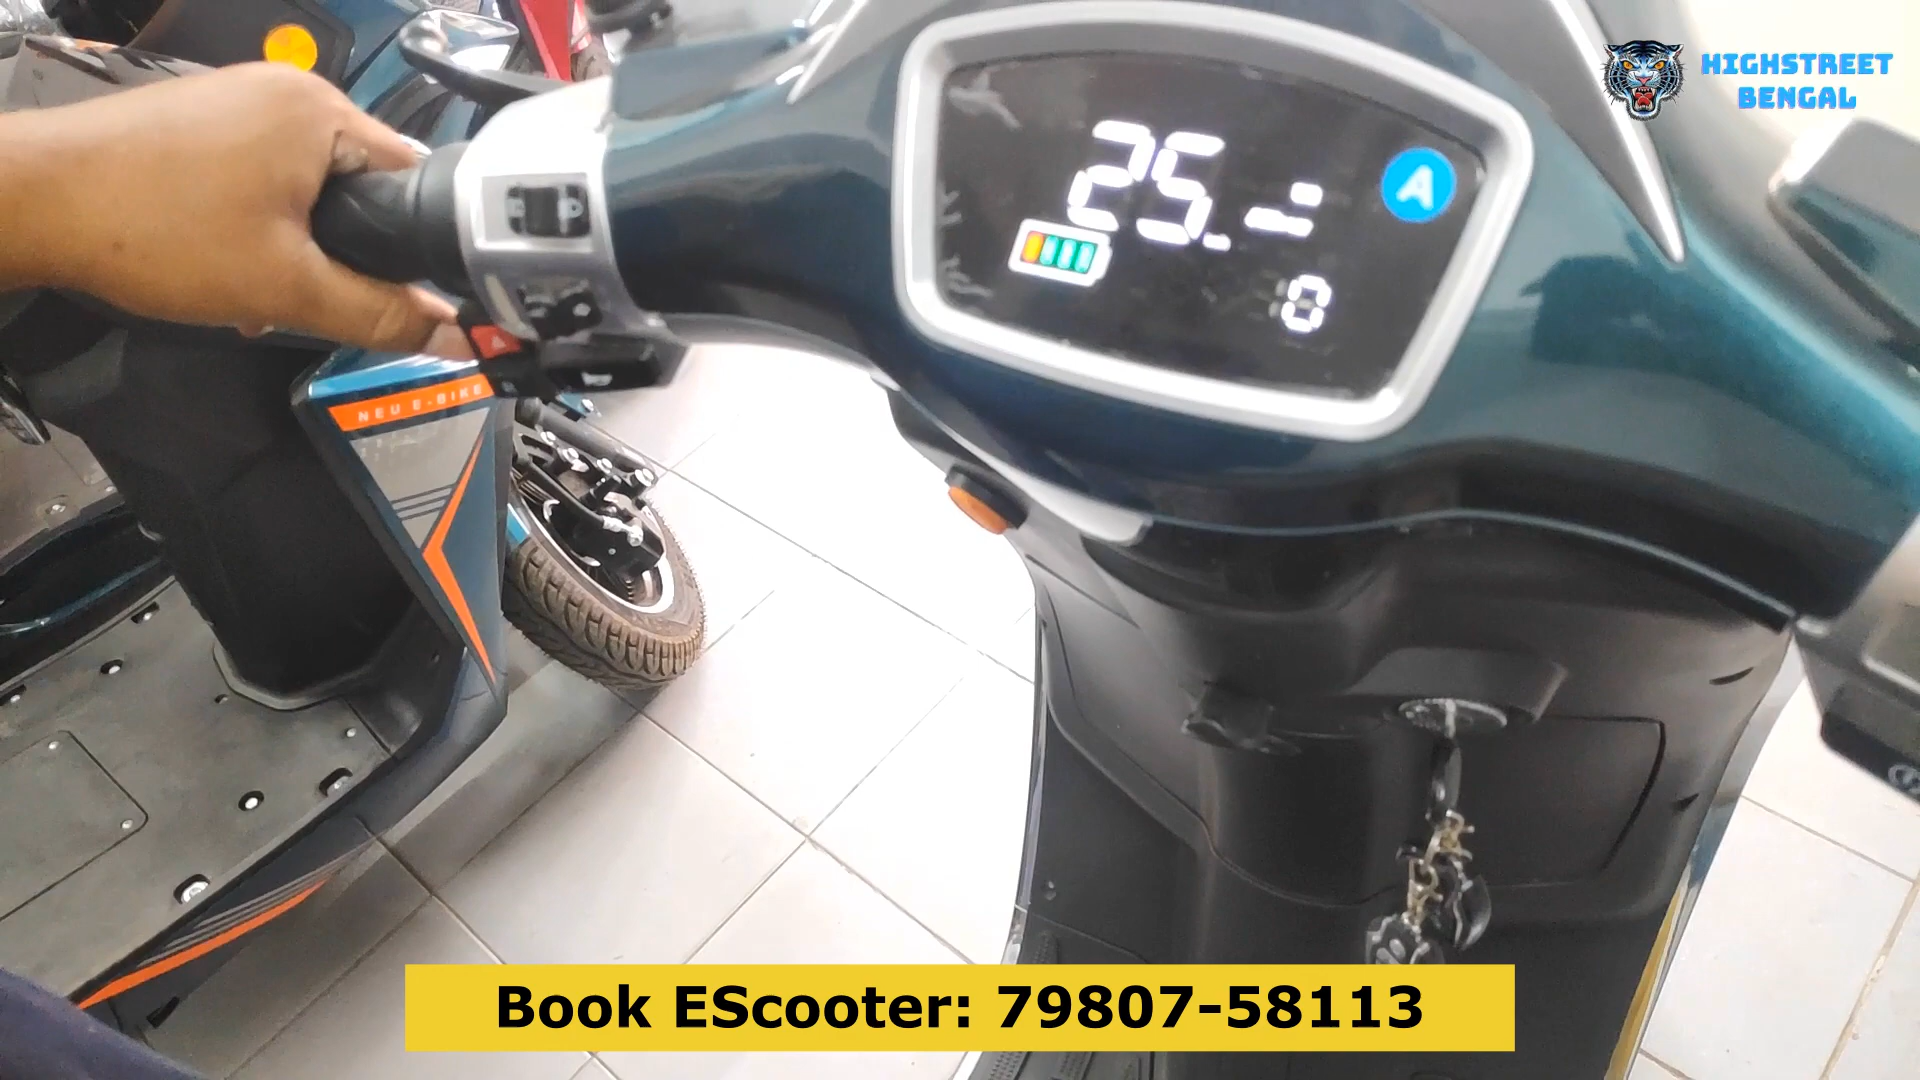 HIGHSTREET
BENGAL
25
A
0
NEU E-BIKE
Book EScooter: 79807-58113